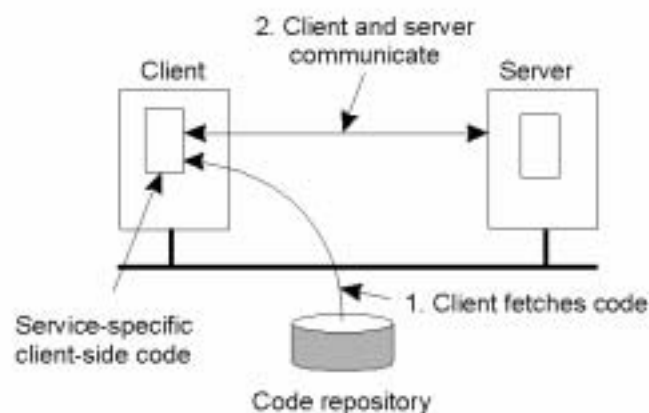 2. Client and server
communicate
Client
Server
1. Client fetches code
Service-specific
client-side code
Code repository